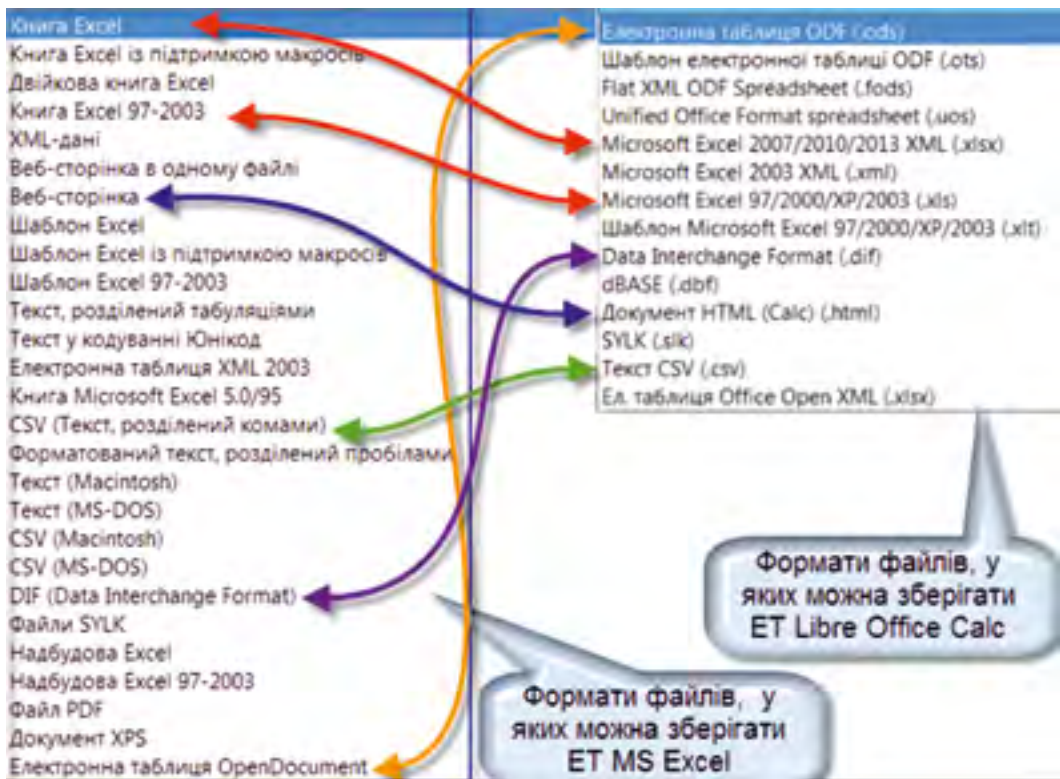 Книга Excel
Книга Excel із підтримкою макросів
Двійкова книга Excel
Книга Excel 97-2003
XML-дані
Веб-сторінка в одному файлі
Веб-сторінка
Шаблон Excel
Шаблон Excel із підтримкою макросів
Шаблон Excel 97-2003
Текст, розділений табуляціями
Текст у кодуванні Юнікод
Електронна таблиця XML 2003
Книга Microsoft Excel 5.0/95
CSV (Текст, розділений комами)
Форматований текст, розділений пробілами
Текст (Macintosh)
Текст (MS-DOS)
CSV (Macintosh)
CSV (MS-DOS)
DIF (Data Interchange Format)
Файли SYLK
Надбудова Excel
Надбудова Excel 97-2003
Файл PDF
Документ XPS
Електронна таблиця OpenDocument
Електронна таблиця ODF (.ods)
Шаблон електронної таблиці ODF (.ots)
Flat XML ODF Spreadsheet (.fods)
Unified Office Format spreadsheet (.uos)
Microsoft Excel 2007/2010/2013 XML (.xlsx)
Microsoft Excel 2003 XML (.xml)
Microsoft Excel 97/2000/XP/2003 (.xls)
Шаблон Microsoft Excel 97/2000/XP/2003 (.xlt)
Data Interchange Format (.dif)
dBASE (.dbf)
Документ HTML (Calc) (.html)
SYLK (.slk)
Текст CSV (.csv)
Ел. таблиця Office Open XML (.xlsx)
Формати файлів, у
яких можна зберігати
ET Libre Office Calc
Формати файлів, у
яких можна зберігати
ET MS Excel